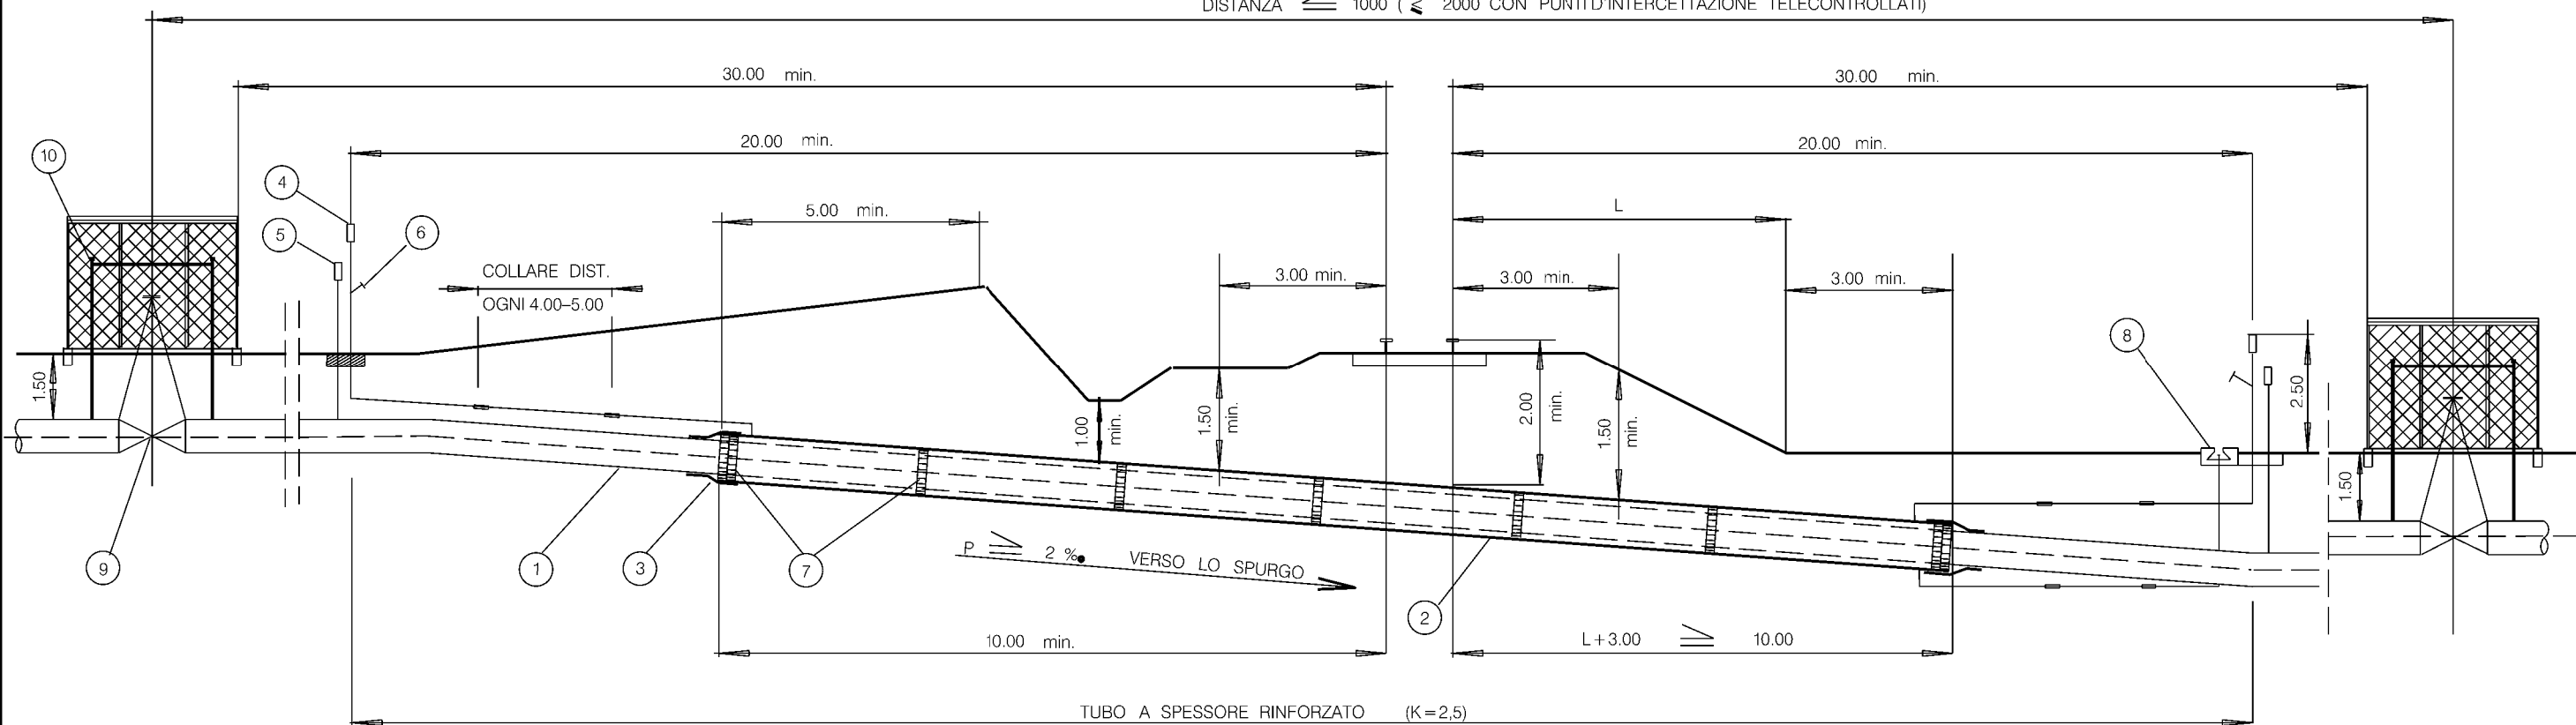 DISTANZA ≦ 1000 ( ⩽ 2000 CON PUNTI D'INTERCETTAZIONE TELECONTROLLATI)
30.00 min.
30.00 min.
20.00 min.
20.00 min.
10
4
5
6
5.00 min.
L
COLLARE DIST.
OGNI 4.00–5.00
3.00 min.
3.00 min.
3.00 min.
8
1.50
1.00 min.
1.50 min.
2.00 min.
1.50 min.
2.50
1.50
9
1
3
7
P ≧ 2 ‰ VERSO LO SPURGO
2
10.00 min.
L+3.00 ≧ 10.00
TUBO A SPESSORE RINFORZATO (K=2,5)